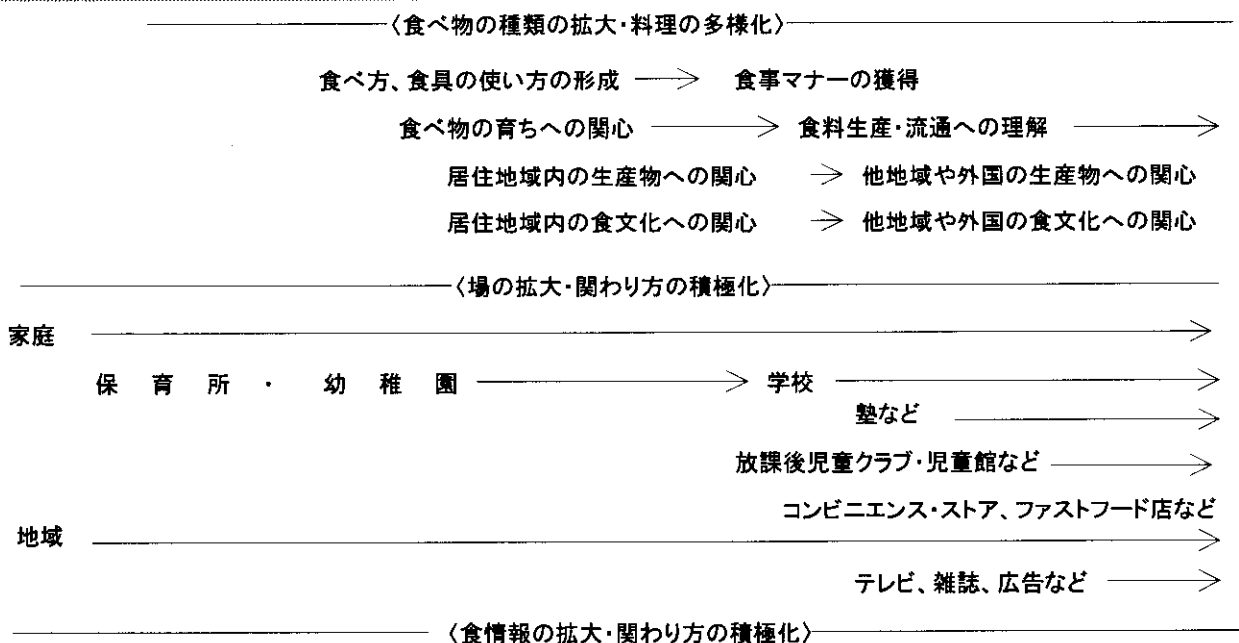 〈食べ物の種類の拡大・料理の多様化〉
食べ方、食具の使い方の形成 → 食事マナーの獲得
食べ物の育ちへの関心 → 食料生産・流通への理解 →
居住地域内の生産物への関心 → 他地域や外国の生産物への関心
居住地域内の食文化への関心 → 他地域や外国の食文化への関心
〈場の拡大・関わり方の積極化〉
家庭 →
保育所・幼稚園 → 学校 →
塾など →
放課後児童クラブ・児童館など →
コンビニエンス・ストア、ファストフード店など
地域 →
テレビ、雑誌、広告など →
〈食情報の拡大・関わり方の積極化〉